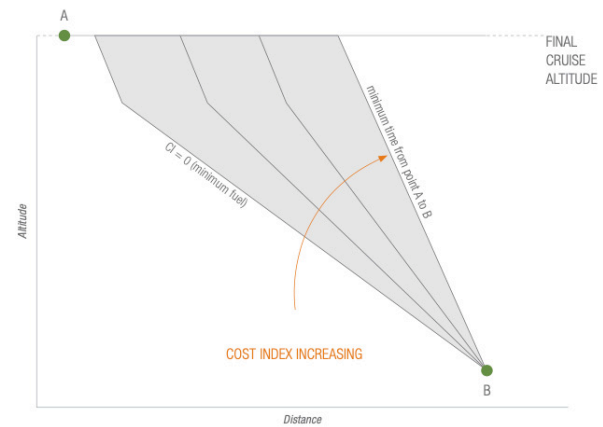 A
FINAL
CRUISE
ALTITUDE
minimum time from point A to B
CI = 0 (minimum fuel)
Altitude
COST INDEX INCREASING
B
Distance